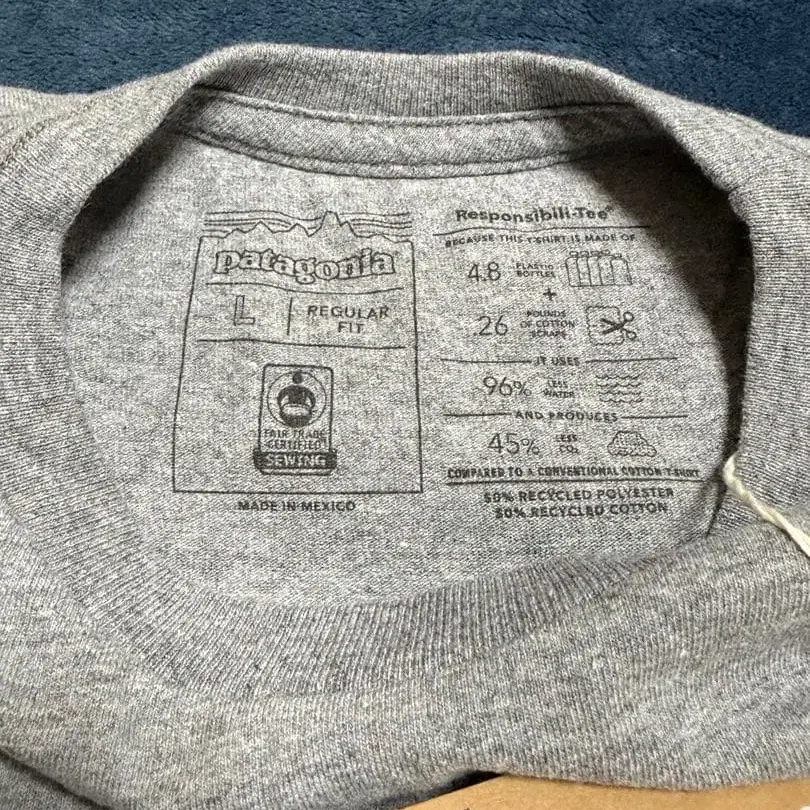 patagonia
L
REGULAR
FIT
FAIR TRADE
CERTIFIED
SEWING
MADE IN MEXICO
Responsibili-Tee®
BECAUSE THIS T-SHIRT IS MADE OF
4.8 PLASTIC
BOTTLES
+
.26 POUNDS
OF COTTON
SCRAPS
IT USES
96% LESS
WATER
AND PRODUCES
45% LESS
CO₂
COMPARED TO A CONVENTIONAL COTTON T-SHIRT
50% RECYCLED POLYESTER
50% RECYCLED COTTON